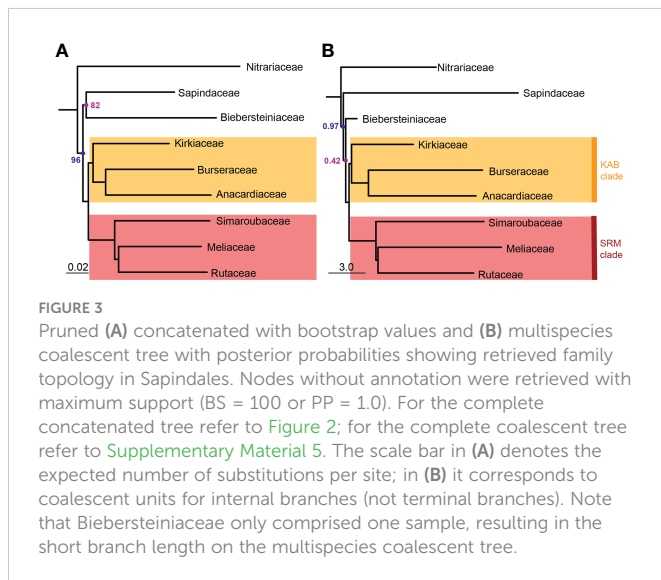 A
B
Nitrariaceae
Nitrariaceae
Sapindaceae
Sapindaceae
82
Biebersteiniaceae
Biebersteiniaceae
0.97
Kirkiaceae
Kirkiaceae
96
0.42
Burseraceae
Burseraceae
KAB
clade
Anacardiaceae
Anacardiaceae
Simaroubaceae
Simaroubaceae
Meliaceae
Meliaceae
SRM
clade
0.02
3.0
Rutaceae
Rutaceae
FIGURE 3
Pruned (A) concatenated with bootstrap values and (B) multispecies
coalescent tree with posterior probabilities showing retrieved family
topology in Sapindales. Nodes without annotation were retrieved with
maximum support (BS = 100 or PP = 1.0). For the complete
concatenated tree refer to Figure 2; for the complete coalescent tree
refer to Supplementary Material 5. The scale bar in (A) denotes the
expected number of substitutions per site; in (B) it corresponds to
coalescent units for internal branches (not terminal branches). Note
that Biebersteiniaceae only comprised one sample, resulting in the
short branch length on the multispecies coalescent tree.